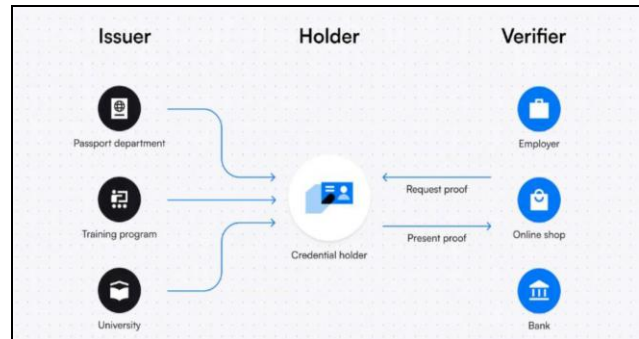 Issuer
Holder
Verifier
Passport department
Employer
Request proof
Training program
Online shop
Present proof
Credential holder
University
Bank